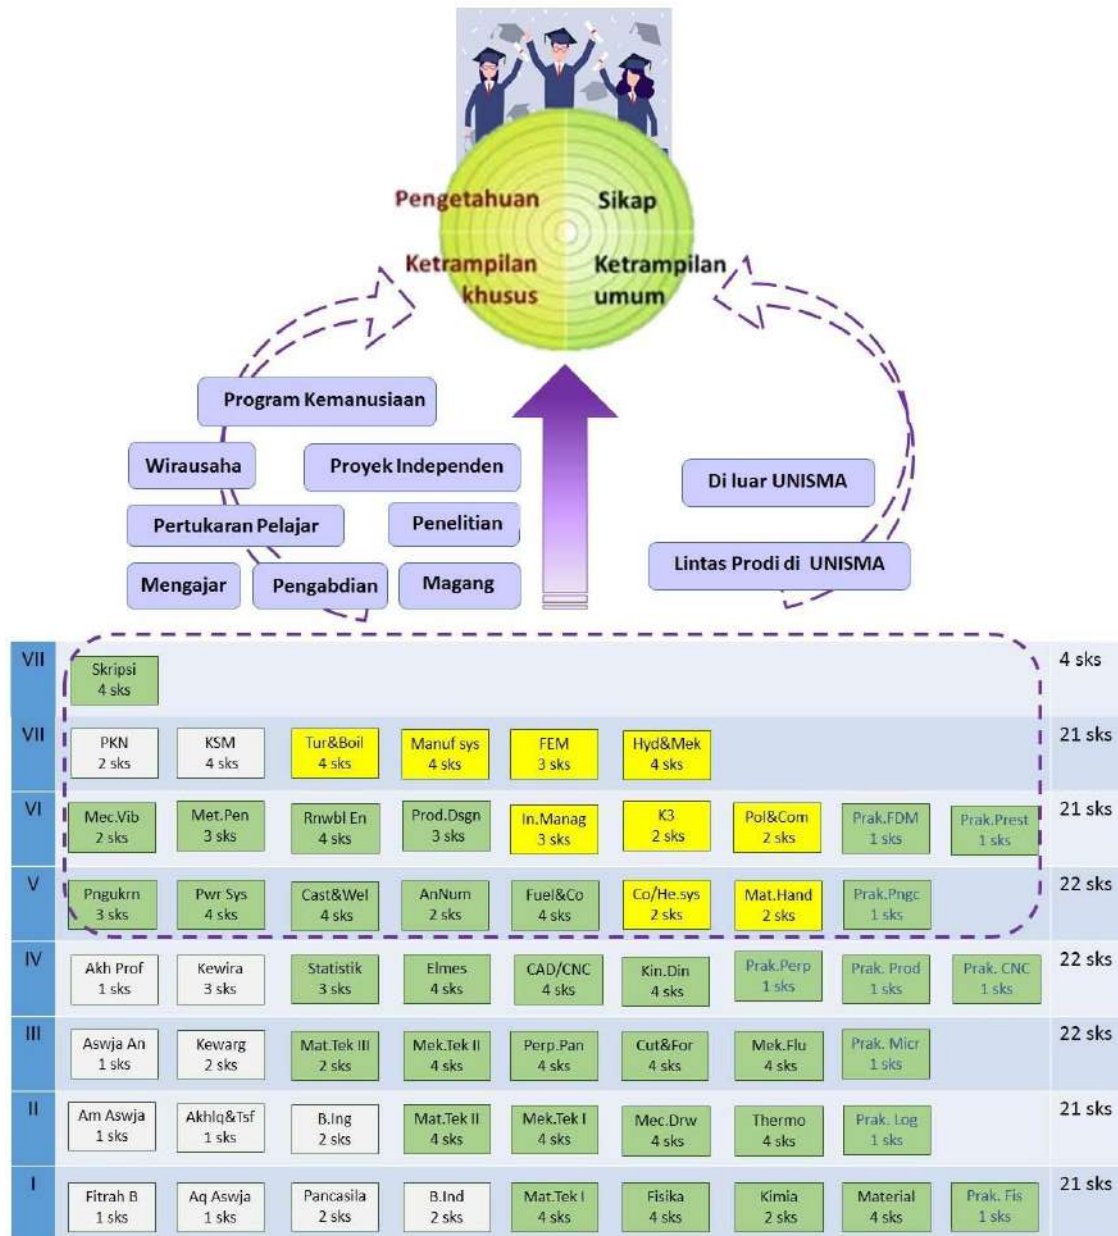 Pengetahuan
Sikap
Ketrampilan
khusus
Ketrampilan
umum
Program Kemanusiaan
Wirausaha
Proyek Independen
Pertukaran Pelajar
Penelitian
Mengajar
Pengabdian
Magang
Di luar UNISMA
Lintas Prodi di UNISMA
VII
Skripsi
4 sks
4 sks
VII
PKN
2 sks
KSM
4 sks
Tur&Boil
4 sks
Manuf sys
4 sks
FEM
3 sks
Hyd&Mek
4 sks
21 sks
VI
Mec.Vib
2 sks
Met.Pen
3 sks
Rnwbl En
4 sks
Prod.Dsgn
3 sks
In.Manag
3 sks
K3
2 sks
Pol&Com
2 sks
Prak.FDM
1 sks
Prak.Prest
1 sks
21 sks
V
Pngukrn
3 sks
Pwr Sys
4 sks
Cast&Wel
4 sks
AnNum
2 sks
Fuel&Co
4 sks
Co/He.sys
2 sks
Mat.Hand
2 sks
Prak.Pngc
1 sks
22 sks
IV
Akh Prof
1 sks
Kewira
3 sks
Statistik
3 sks
Elmes
4 sks
CAD/CNC
4 sks
Kin.Din
4 sks
Prak.Perp
1 sks
Prak. Prod
1 sks
Prak. CNC
1 sks
22 sks
III
Aswja An
1 sks
Kewarg
2 sks
Mat.Tek III
2 sks
Mek.Tek II
4 sks
Perp.Pan
4 sks
Cut&For
4 sks
Mek.Flu
4 sks
Prak. Micr
1 sks
22 sks
II
Am Aswja
1 sks
Akhlq&Tsf
1 sks
B.Ing
2 sks
Mat.Tek II
4 sks
Mek.Tek I
4 sks
Mec.Drw
4 sks
Thermo
4 sks
Prak. Log
1 sks
21 sks
I
Fitrah B
1 sks
Aq Aswja
1 sks
Pancasila
2 sks
B.Ind
2 sks
Mat.Tek I
4 sks
Fisika
4 sks
Kimia
2 sks
Material
4 sks
Prak. Fis
1 sks
21 sks